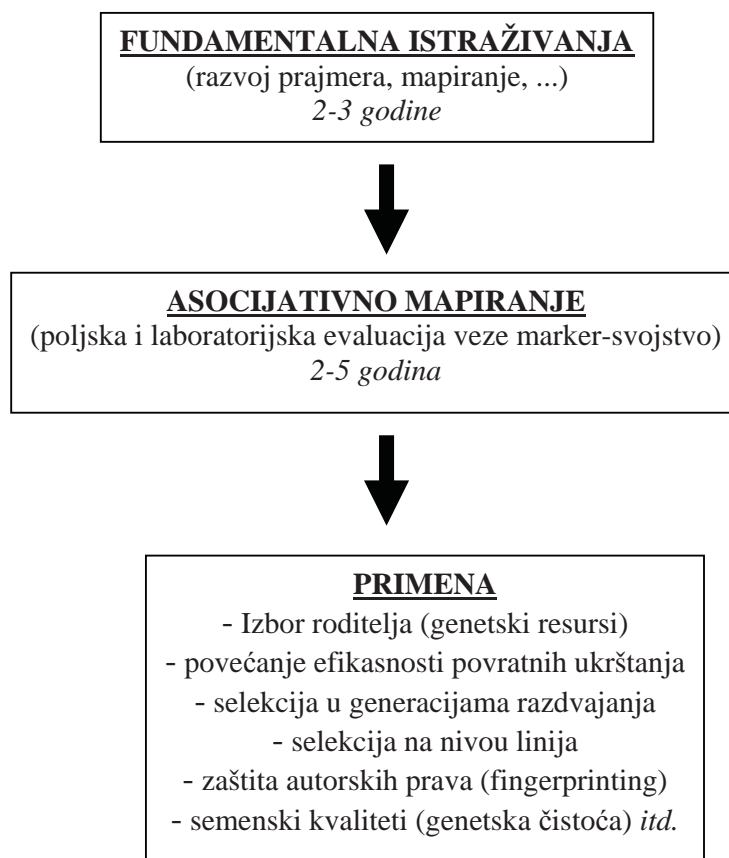 FUNDAMENTALNA ISTRAŽIVANJA
(razvoj prajmera, mapiranje, ...)
2-3 godine
ASOCIJATIVNO MAPIRANJE
(poljska i laboratorijska evaluacija veze marker-svojstvo)
2-5 godina
PRIMENA
- Izbor roditelja (genetski resursi)
- povećanje efikasnosti povratnih ukrštanja
- selekcija u generacijama razdvajanja
- selekcija na nivou linija
- zaštita autorskih prava (fingerprinting)
- semenski kvaliteti (genetska čistoća) itd.